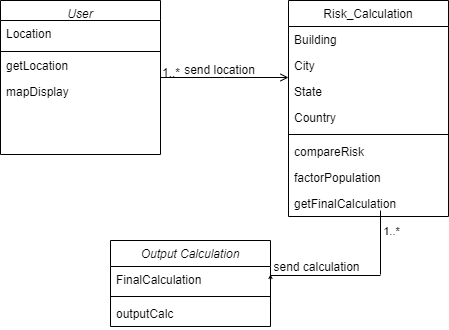 User
Location
getLocation
mapDisplay
1..* send location
Risk_Calculation
Building
City
State
Country
compareRisk
factorPopulation
getFinalCalculation
1..*
send calculation
Output Calculation
FinalCalculation
outputCalc